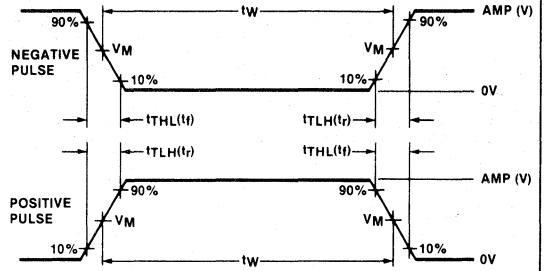 tW
AMP (V)
90%
90%
VM
VM
NEGATIVE
PULSE
10%
10%
0V
tTHL(tf)
tTLH(tr)
tTLH(tr)
tTHL(tf)
AMP (V)
90%
90%
POSITIVE
PULSE
VM
VM
10%
10%
tW
0V